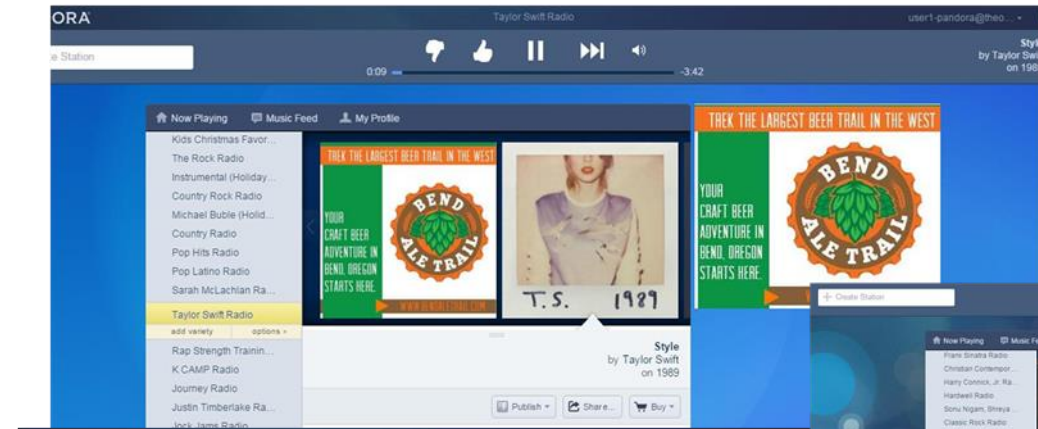 ORA
Taylor Swift Radio
user1-pandora@theo...
e Station
0:09
-3:42
Style
by Taylor Swi
on 198
Now Playing
Music Feed
My Profile
Kids Christmas Favor...
The Rock Radio
Instrumental (Holiday...
Country Rock Radio
Michael Buble (Holid...
Country Radio
Pop Hits Radio
Pop Latino Radio
Sarah McLachlan Ra...
Taylor Swift Radio
add variety
options
Rap Strength Trainin...
K CAMP Radio
Journey Radio
Justin Timberlake Ra...
Jock Jams Radio
TREK THE LARGEST BEER TRAIL IN THE WEST
YOUR
CRAFT BEER
ADVENTURE IN
BEND, OREGON
STARTS HERE.
BEND
ALE TRAIL
WWW.BENDALETRAIL.COM
T.S. 1989
Style
by Taylor Swift
on 1989
Publish
Share...
Buy
TREK THE LARGEST BEER TRAIL IN THE WEST
YOUR
CRAFT BEER
ADVENTURE IN
BEND, OREGON
STARTS HERE.
BEND
ALE TRAIL
Create Station
Now Playing
Music Fe
Frank Sinatra Radio
Christian Contempor...
Harry Connick, Jr. Ra...
Hardwell Radio
Sonu Nigam, Shreya ...
Classic Rock Radio